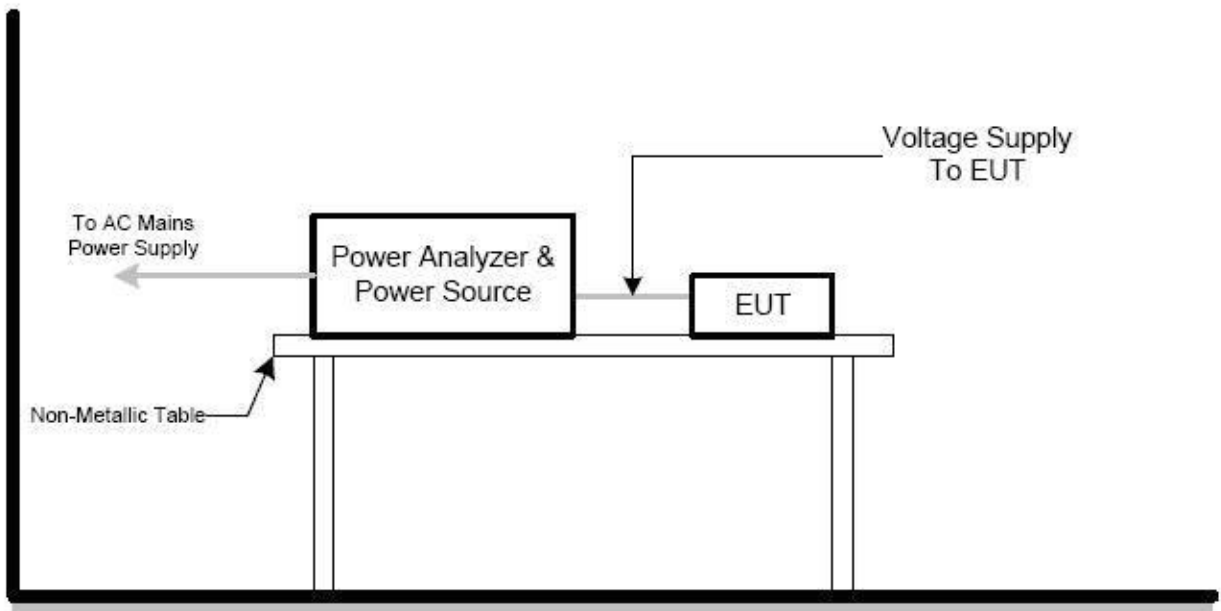 Voltage Supply
To EUT
To AC Mains
Power Supply
Power Analyzer &
Power Source
EUT
Non-Metallic Table